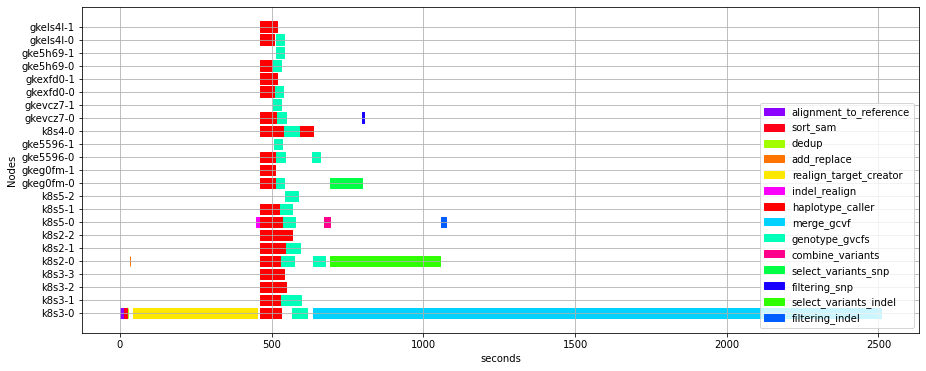 gkels4l-1
gkels4l-0
gke5h69-1
gke5h69-0
gkexfd0-1
gkexfd0-0
gkevcz7-1
gkevcz7-0
k8s4-0
gke5596-1
gke5596-0
gkeg0fm-1
gkeg0fm-0
k8s5-2
k8s5-1
k8s5-0
k8s2-2
k8s2-1
k8s2-0
k8s3-3
k8s3-2
k8s3-1
k8s3-0
Nodes
0
500
1000
1500
2000
2500
seconds
alignment_to_reference
sort_sam
dedup
add_replace
realign_target_creator
indel_realign
haplotype_caller
merge_gcvf
genotype_gvcfs
combine_variants
select_variants_snp
filtering_snp
select_variants_indel
filtering_indel